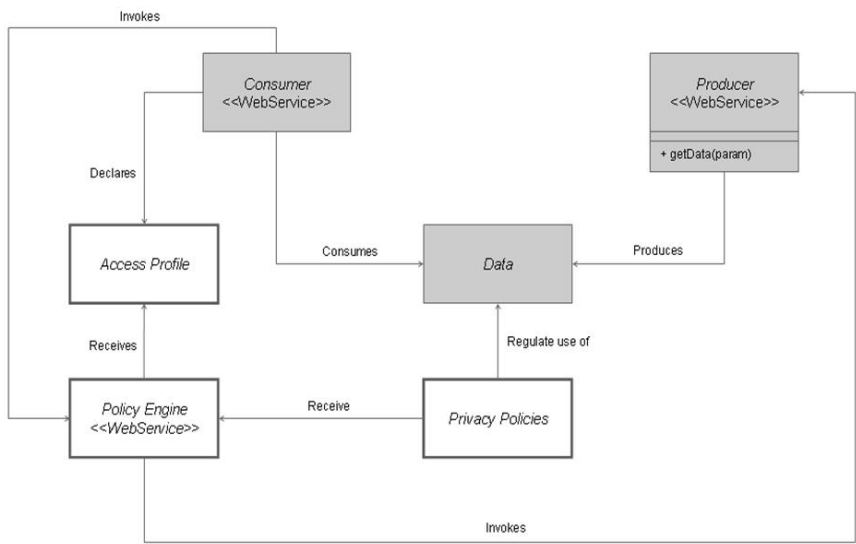 Invokes
Consumer
<<WebService>>
Producer
<<WebService>>
+ getData(param)
Declares
Access Profile
Consumes
Data
Produces
Receives
Regulate use of
Policy Engine
<<WebService>>
Receive
Privacy Policies
Invokes